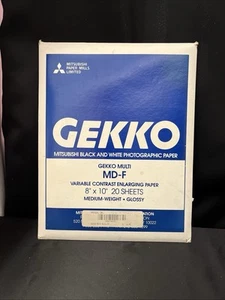 MITSUBISHI
PAPER MILLS
LIMITED
GEKKO
MITSUBISHI BLACK AND WHITE PHOTOGRAPHIC PAPER
GEKKO MULTI
MD-F
VARIABLE CONTRAST ENLARGING PAPER
8" x 10" 20 SHEETS
MEDIUM-WEIGHT • GLOSSY